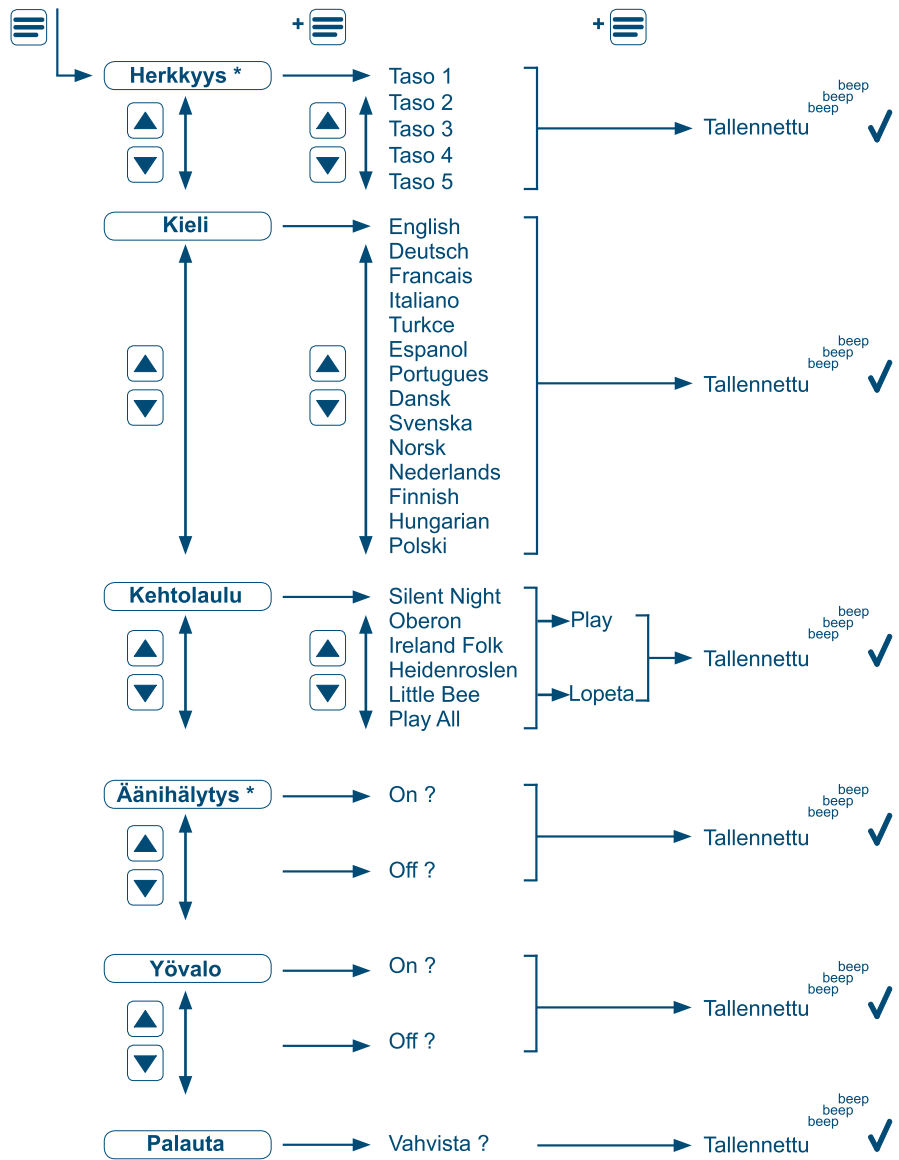 +
+
Herkkyys *
Taso 1
Taso 2
Taso 3
Taso 4
Taso 5
Tallennettu
beep
beep
beep
Kieli
English
Deutsch
Francais
Italiano
Turkce
Espanol
Portugues
Dansk
Svenska
Norsk
Nederlands
Finnish
Hungarian
Polski
Tallennettu
beep
beep
beep
Kehtolaulu
Silent Night
Oberon
Ireland Folk
Heidenroslen
Little Bee
Play All
Play
Lopeta
Tallennettu
beep
beep
beep
Äänihälytys *
On ?
Off ?
Tallennettu
beep
beep
beep
Yövalo
On ?
Off ?
Tallennettu
beep
beep
beep
Palauta
Vahvista ?
Tallennettu
beep
beep
beep